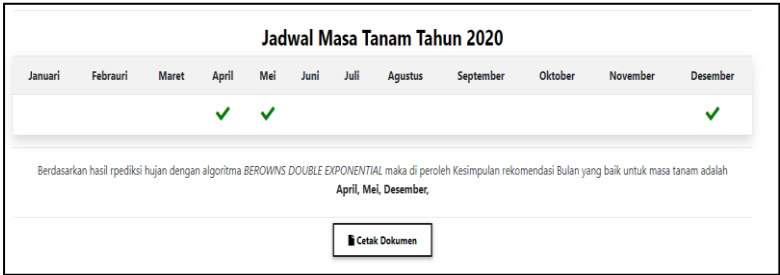 Jadwal Masa Tanam Tahun 2020
Januari Febrauri Maret April Mei Juni Juli Agustus September Oktober November Desember
Berdasarkan hasil rpediksi hujan dengan algoritma BEROWNS DOUBLE EXPONENTIAL maka di peroleh Kesimpulan rekomendasi Bulan yang baik untuk masa tanam adalah
April, Mei, Desember,
Cetak Dokumen